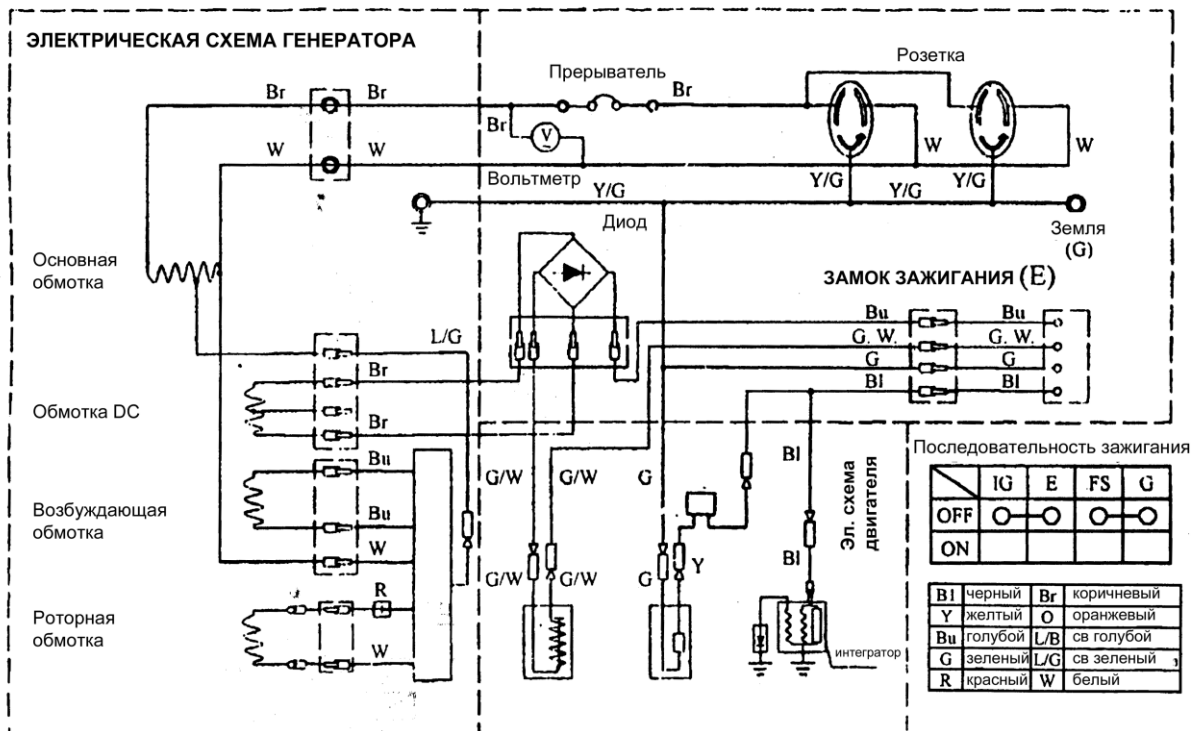 ЭЛЕКТРИЧЕСКАЯ СХЕМА ГЕНЕРАТОРА
Прерыватель
Розетка
Br
Br
Br
Br
V
W
W
W
W
Вольтметр
Y/G
Y/G
Y/G
Y/G
Диод
Земля
(G)
Основная
обмотка
ЗАМОК ЗАЖИГАНИЯ (E)
Bu
Bu
G. W.
G. W.
G
G
Bl
Bl
L/G
Br
Обмотка DC
Br
Bu
Возбуждающая
обмотка
Bu
W
G/W
G/W
G
Bl
Эл. схема
двигателя
G/W
G/W
G
Y
Bl
R
Роторная
обмотка
W
интегратор
Последовательность зажигания
IG E FS G
OFF
ON
Bl черный Br коричневый
Y желтый O оранжевый
Bu голубой L/B св голубой
G зеленый L/G св зеленый
R красный W белый